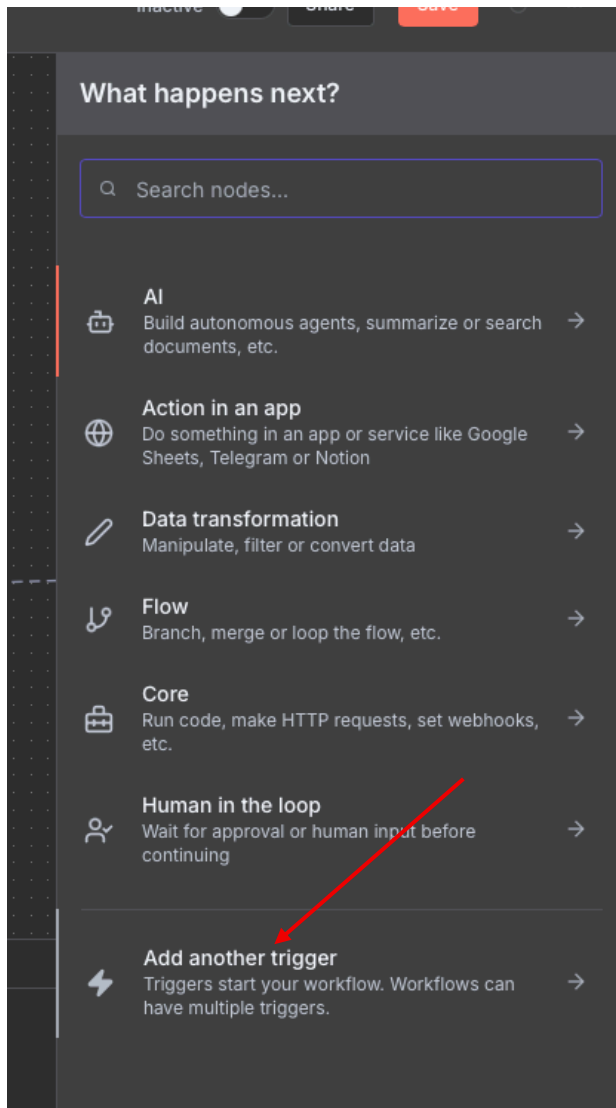 Inactive Share Save
What happens next?
Search nodes...
AI
Build autonomous agents, summarize or search
documents, etc.
Action in an app
Do something in an app or service like Google
Sheets, Telegram or Notion
Data transformation
Manipulate, filter or convert data
Flow
Branch, merge or loop the flow, etc.
Core
Run code, make HTTP requests, set webhooks,
etc.
Human in the loop
Wait for approval or human input before
continuing
Add another trigger
Triggers start your workflow. Workflows can
have multiple triggers.